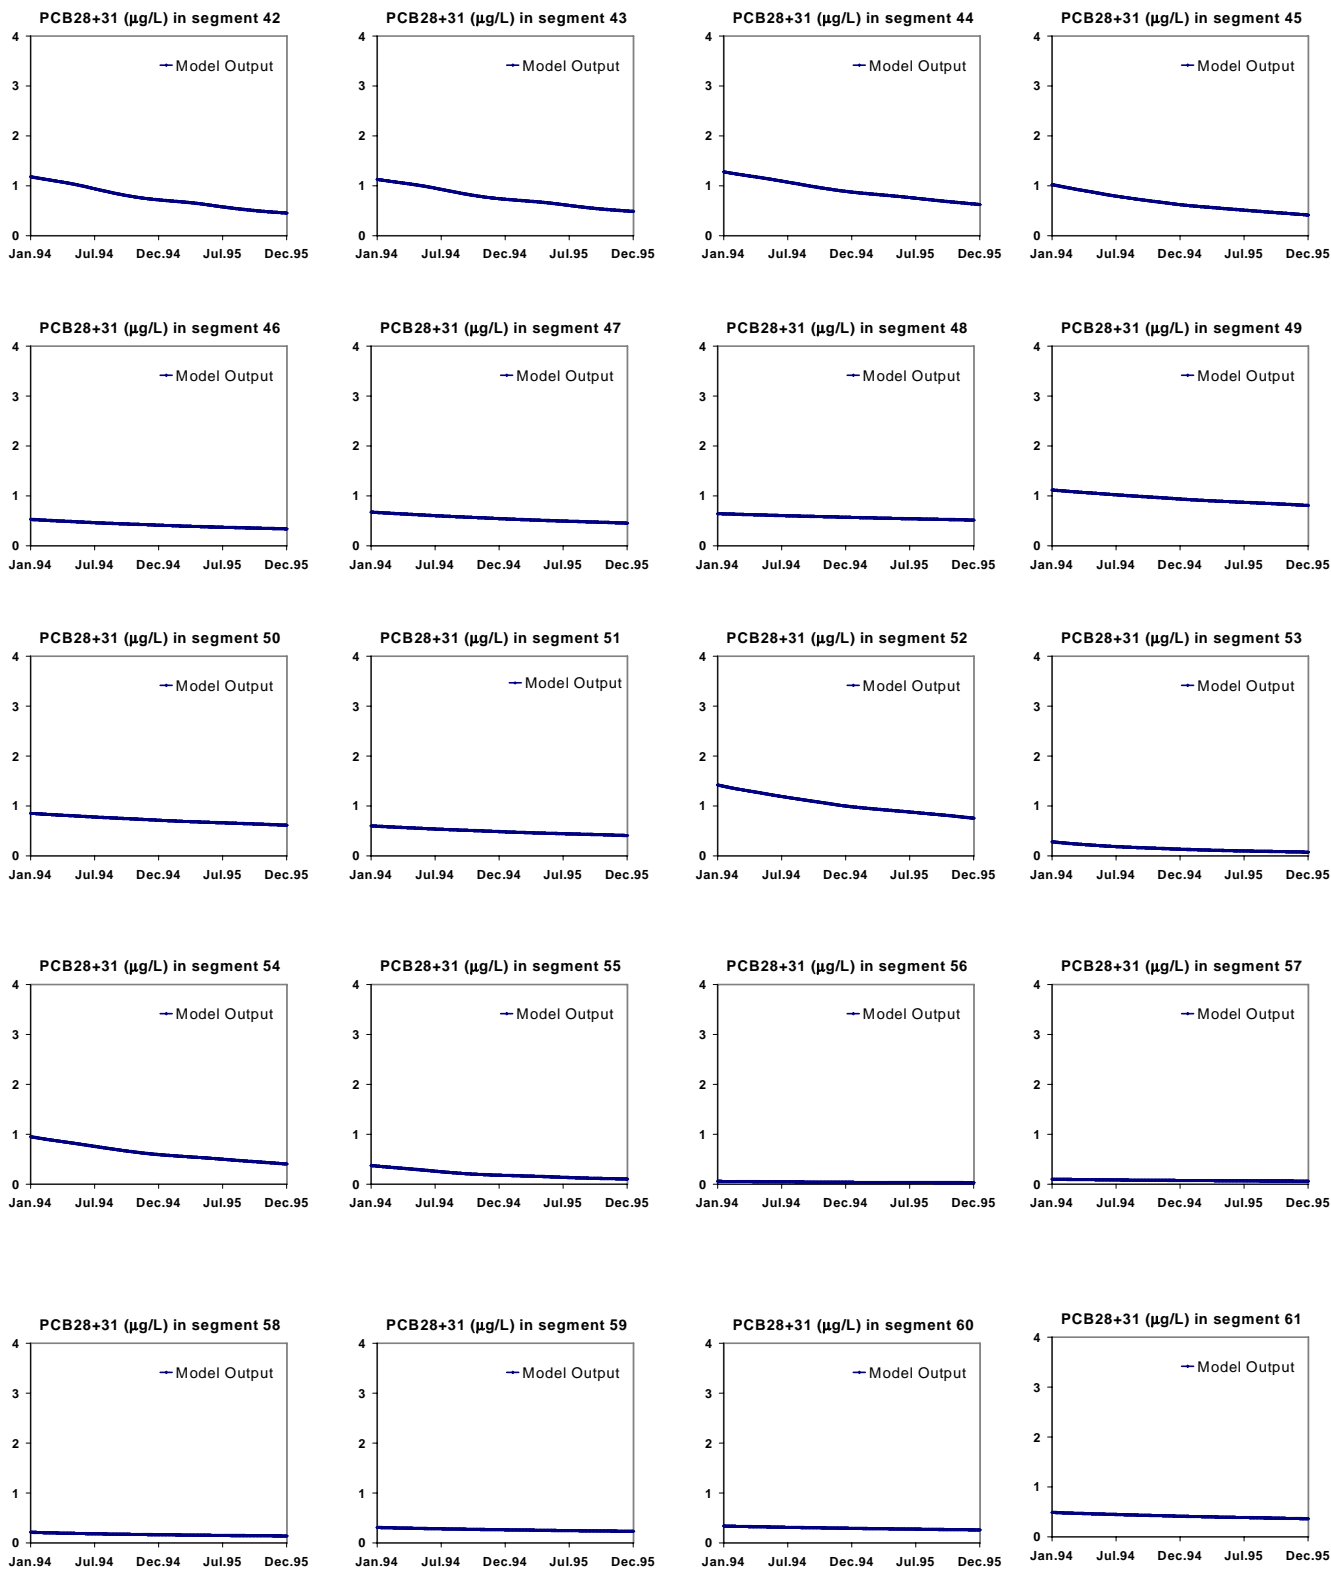 PCB28+31 (µg/L) in segment 42
4
Model Output
3
2
1
0
Jan.94 Jul.94 Dec.94 Jul.95 Dec.95
PCB28+31 (µg/L) in segment 43
4
Model Output
3
2
1
0
Jan.94 Jul.94 Dec.94 Jul.95 Dec.95
PCB28+31 (µg/L) in segment 44
4
Model Output
3
2
1
0
Jan.94 Jul.94 Dec.94 Jul.95 Dec.95
PCB28+31 (µg/L) in segment 45
4
Model Output
3
2
1
0
Jan.94 Jul.94 Dec.94 Jul.95 Dec.95
PCB28+31 (µg/L) in segment 46
4
Model Output
3
2
1
0
Jan.94 Jul.94 Dec.94 Jul.95 Dec.95
PCB28+31 (µg/L) in segment 47
4
Model Output
3
2
1
0
Jan.94 Jul.94 Dec.94 Jul.95 Dec.95
PCB28+31 (µg/L) in segment 48
4
Model Output
3
2
1
0
Jan.94 Jul.94 Dec.94 Jul.95 Dec.95
PCB28+31 (µg/L) in segment 49
4
Model Output
3
2
1
0
Jan.94 Jul.94 Dec.94 Jul.95 Dec.95
PCB28+31 (µg/L) in segment 50
4
Model Output
3
2
1
0
Jan.94 Jul.94 Dec.94 Jul.95 Dec.95
PCB28+31 (µg/L) in segment 51
4
Model Output
3
2
1
0
Jan.94 Jul.94 Dec.94 Jul.95 Dec.95
PCB28+31 (µg/L) in segment 52
4
Model Output
3
2
1
0
Jan.94 Jul.94 Dec.94 Jul.95 Dec.95
PCB28+31 (µg/L) in segment 53
4
Model Output
3
2
1
0
Jan.94 Jul.94 Dec.94 Jul.95 Dec.95
PCB28+31 (µg/L) in segment 54
4
Model Output
3
2
1
0
Jan.94 Jul.94 Dec.94 Jul.95 Dec.95
PCB28+31 (µg/L) in segment 55
4
Model Output
3
2
1
0
Jan.94 Jul.94 Dec.94 Jul.95 Dec.95
PCB28+31 (µg/L) in segment 56
4
Model Output
3
2
1
0
Jan.94 Jul.94 Dec.94 Jul.95 Dec.95
PCB28+31 (µg/L) in segment 57
4
Model Output
3
2
1
0
Jan.94 Jul.94 Dec.94 Jul.95 Dec.95
PCB28+31 (µg/L) in segment 58
4
Model Output
3
2
1
0
Jan.94 Jul.94 Dec.94 Jul.95 Dec.95
PCB28+31 (µg/L) in segment 59
4
Model Output
3
2
1
0
Jan.94 Jul.94 Dec.94 Jul.95 Dec.95
PCB28+31 (µg/L) in segment 60
4
Model Output
3
2
1
0
Jan.94 Jul.94 Dec.94 Jul.95 Dec.95
PCB28+31 (µg/L) in segment 61
4
Model Output
3
2
1
0
Jan.94 Jul.94 Dec.94 Jul.95 Dec.95